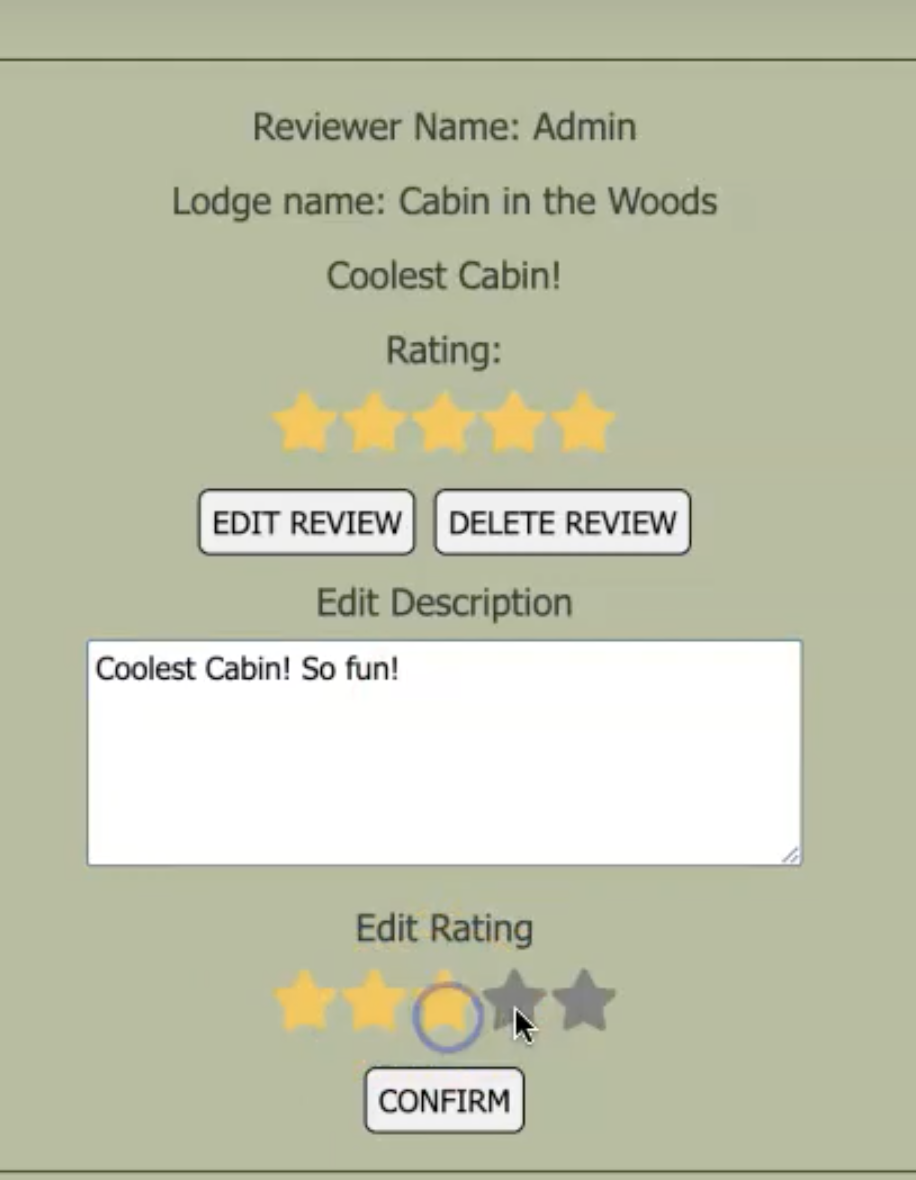 Reviewer Name: Admin
Lodge name: Cabin in the Woods
Coolest Cabin!
Rating:
EDIT REVIEW DELETE REVIEW
Edit Description
Coolest Cabin! So fun!
Edit Rating
CONFIRM